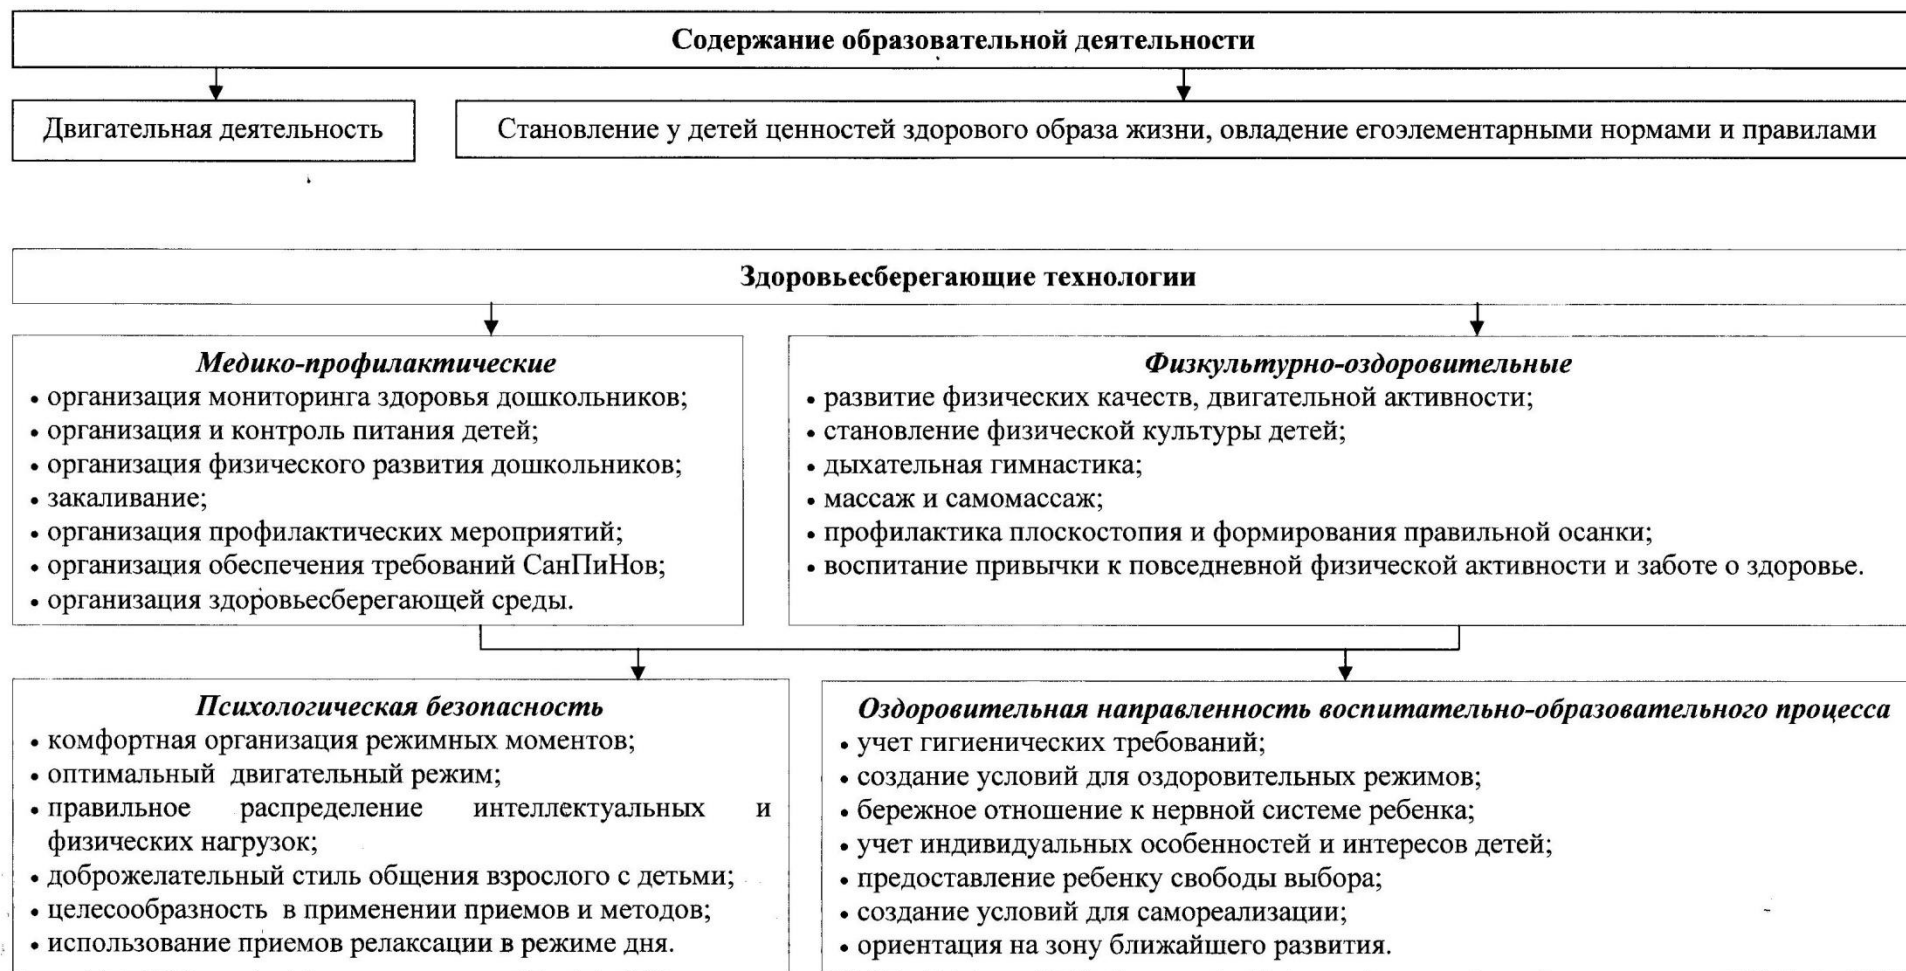 Содержание образовательной деятельности
Двигательная деятельность
Становление у детей ценностей здорового образа жизни, овладение егоэлементарными нормами и правилами
Здоровьесберегающие технологии
Медико-профилактические
• организация мониторинга здоровья дошкольников;
• организация и контроль питания детей;
• организация физического развития дошкольников;
• закаливание;
• организация профилактических мероприятий;
• организация обеспечения требований СанПиНов;
• организация здоровьесберегающей среды.
Физкультурно-оздоровительные
• развитие физических качеств, двигательной активности;
• становление физической культуры детей;
• дыхательная гимнастика;
• массаж и самомассаж;
• профилактика плоскостопия и формирования правильной осанки;
• воспитание привычки к повседневной физической активности и заботе о здоровье.
Психологическая безопасность
• комфортная организация режимных моментов;
• оптимальный двигательный режим;
• правильное распределение интеллектуальных и
физических нагрузок;
• доброжелательный стиль общения взрослого с детьми;
• целесообразность в применении приемов и методов;
• использование приемов релаксации в режиме дня.
Оздоровительная направленность воспитательно-образовательного процесса
• учет гигиенических требований;
• создание условий для оздоровительных режимов;
• бережное отношение к нервной системе ребенка;
• учет индивидуальных особенностей и интересов детей;
• предоставление ребенку свободы выбора;
• создание условий для самореализации;
• ориентация на зону ближайшего развития.